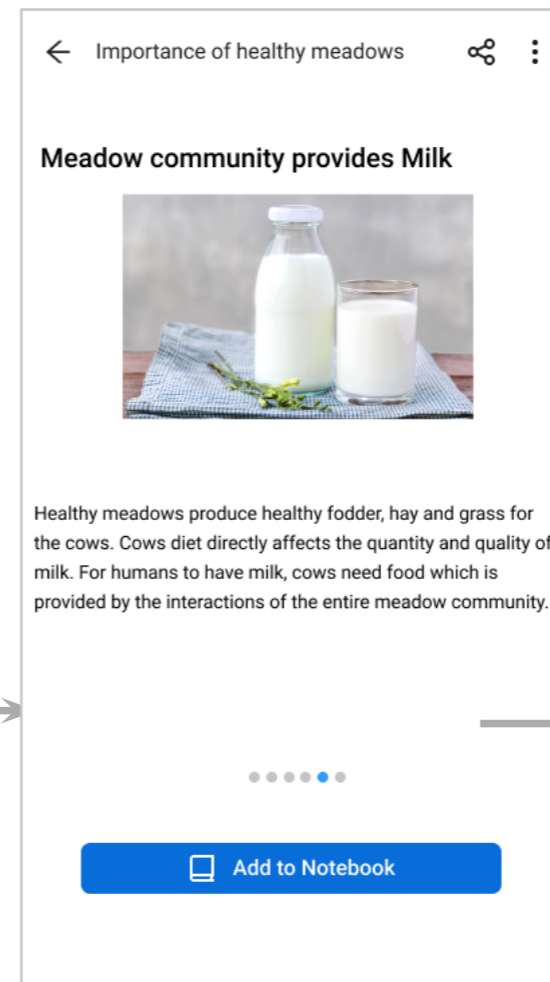 Importance of healthy meadows
Meadow community provides Milk
Healthy meadows produce healthy fodder, hay and grass for
the cows. Cows diet directly affects the quantity and quality of
milk. For humans to have milk, cows need food which is
provided by the interactions of the entire meadow community.
Add to Notebook